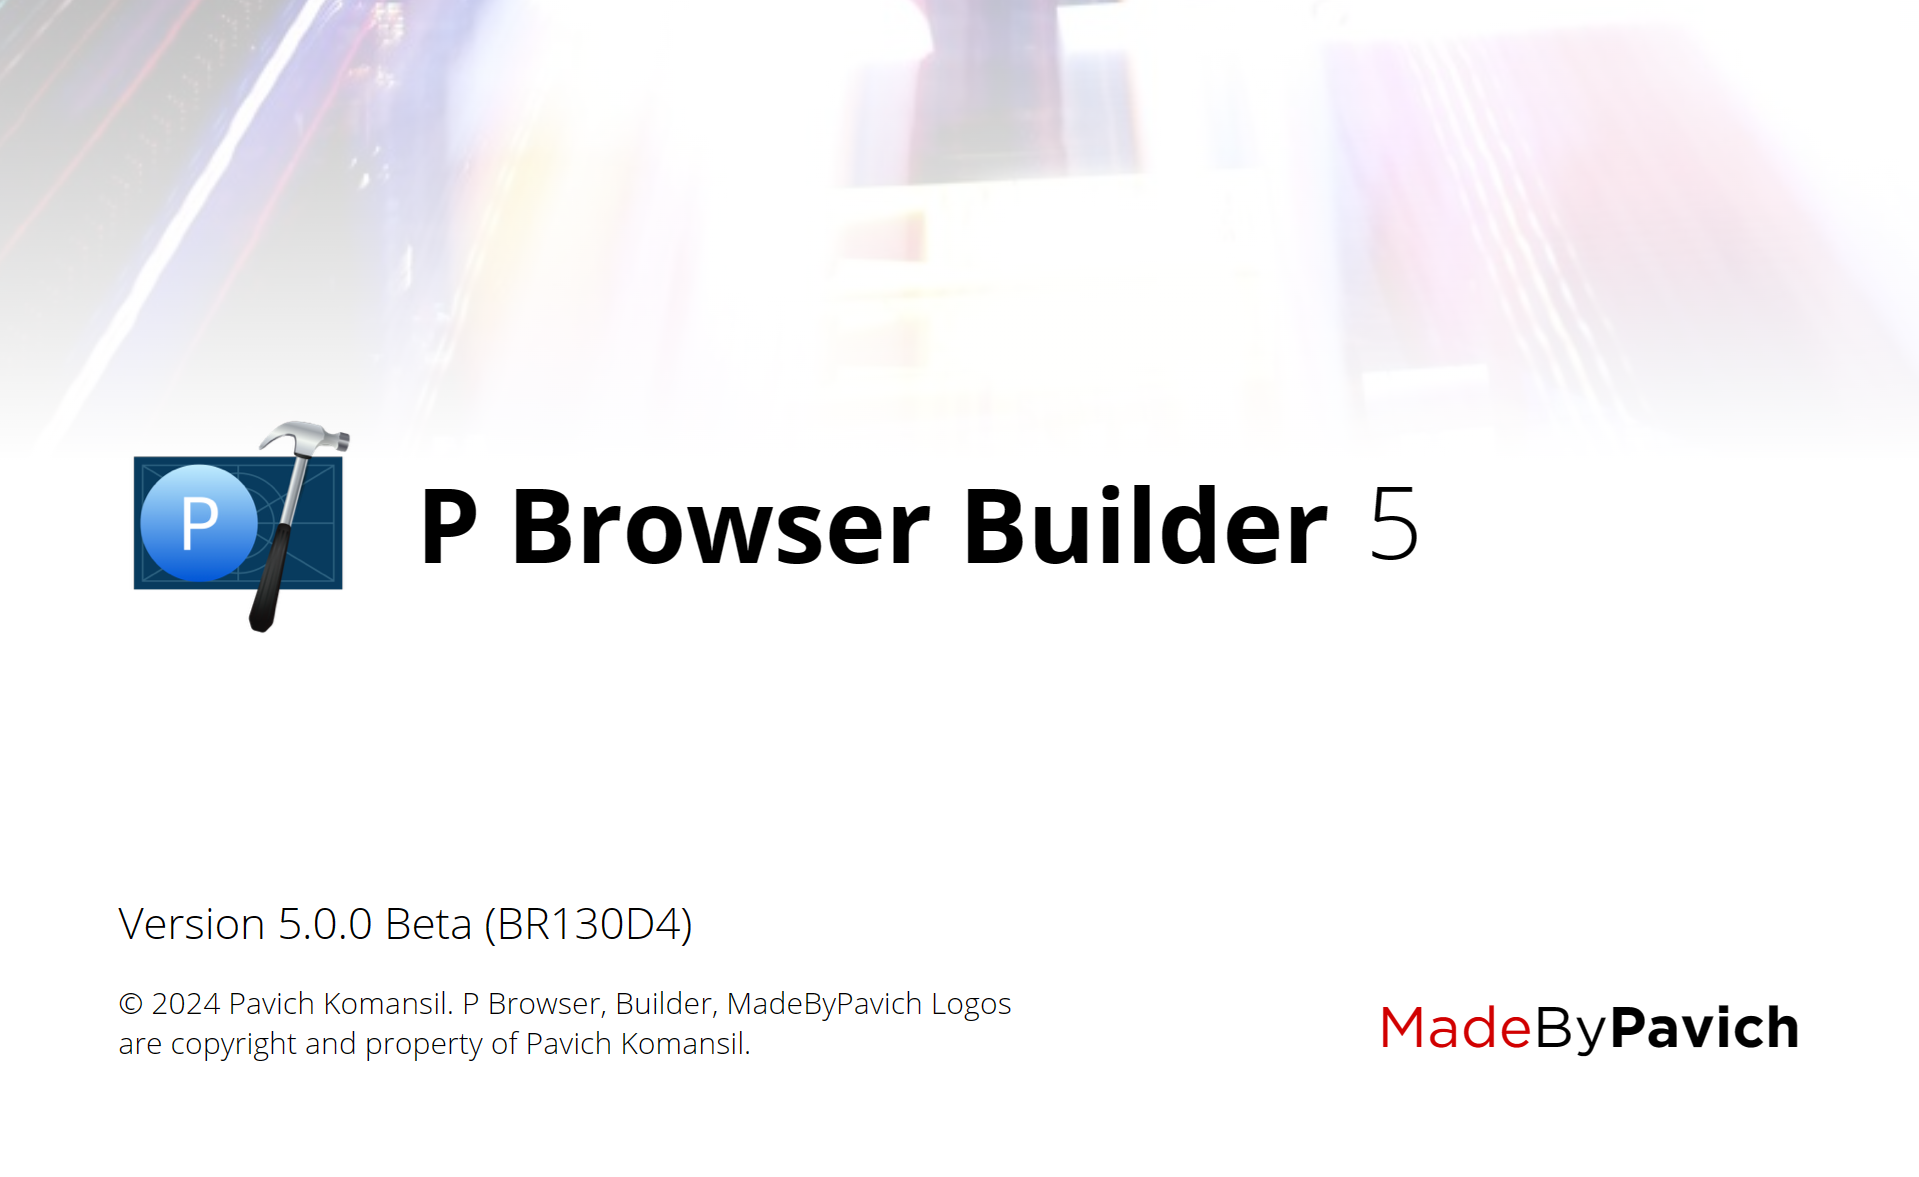 P
P Browser Builder 5
Version 5.0.0 Beta (BR130D4)
© 2024 Pavich Komansil. P Browser, Builder, MadeByPavich Logos
are copyright and property of Pavich Komansil.
MadeByPavich